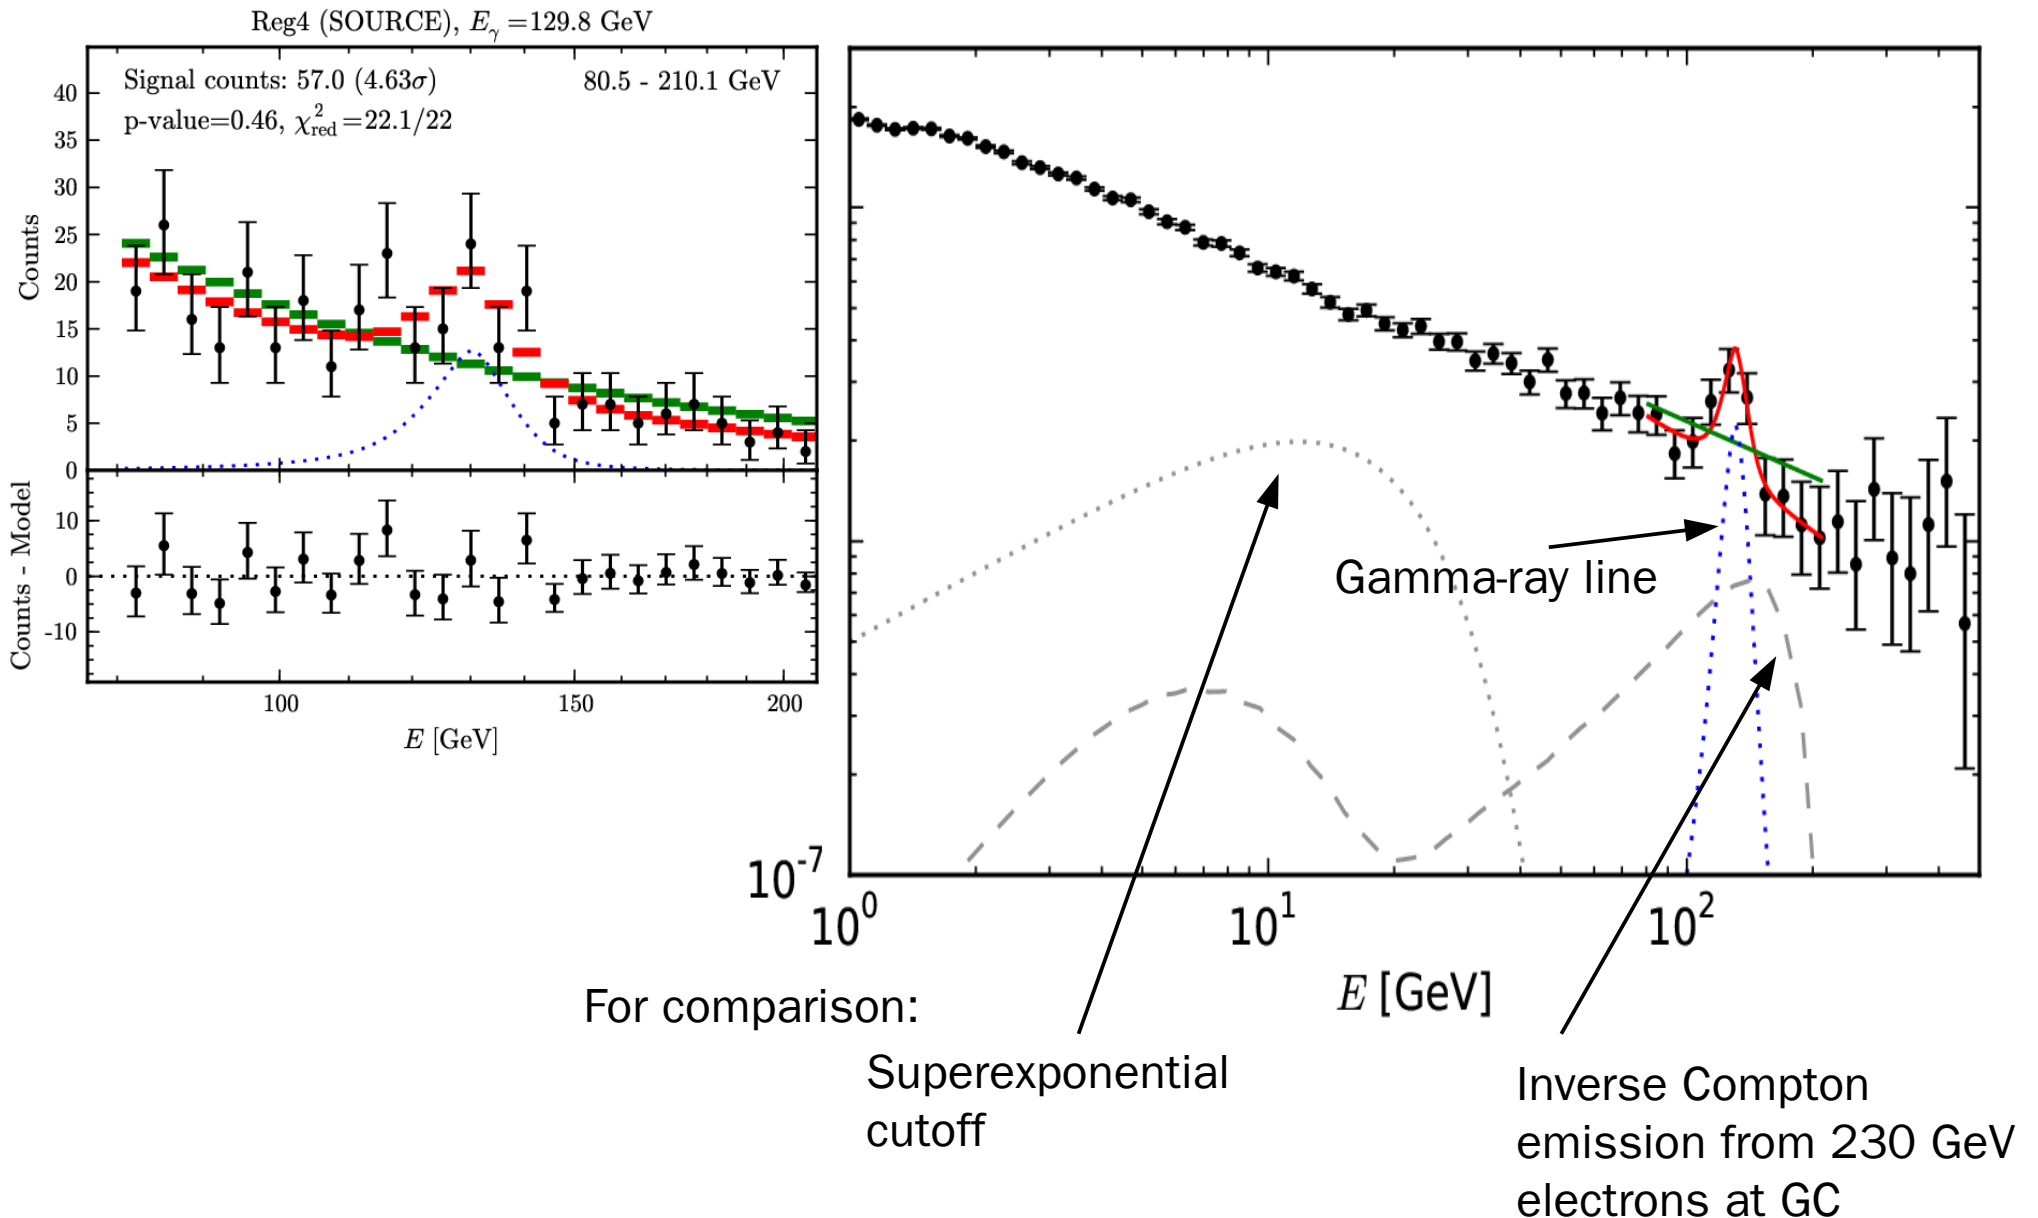 Reg4 (SOURCE), Eγ=129.8 GeV
Signal counts: 57.0 (4.63σ)
80.5 - 210.1 GeV
p-value=0.46, χ²red=22.1/22
Counts
40
35
30
25
20
15
10
5
0
Counts - Model
10
0
-10
100
150
200
E [GeV]
Gamma-ray line
10⁻⁷
10⁰
10¹
10²
E [GeV]
For comparison:
Superexponential
cutoff
Inverse Compton
emission from 230 GeV
electrons at GC